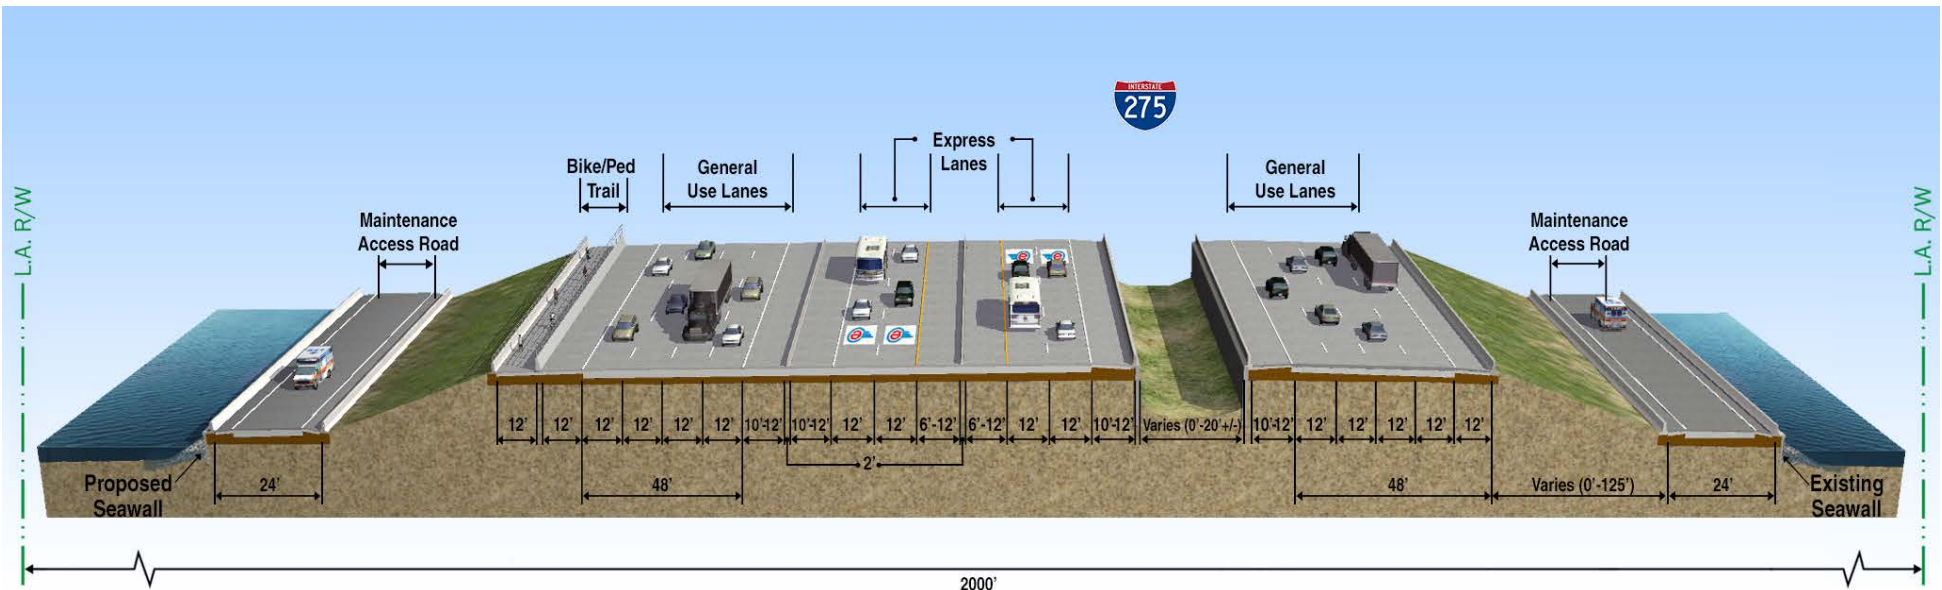 INTERSTATE
275
Express
Lanes
Bike/Ped
Trail
General
Use Lanes
General
Use Lanes
Maintenance
Access Road
Maintenance
Access Road
L.A. R/W
L.A. R/W
12' 12' 12' 12' 12' 12' 10'-12' 10'-12' 12' 12' 6'-12' 6'-12' 12' 12' 10'-12' Varies (0'-20'+/-) 10'-12' 12' 12' 12' 12' 12'
2'
Proposed
Seawall
24'
48'
48'
Varies (0'-125')
24'
Existing
Seawall
2000'